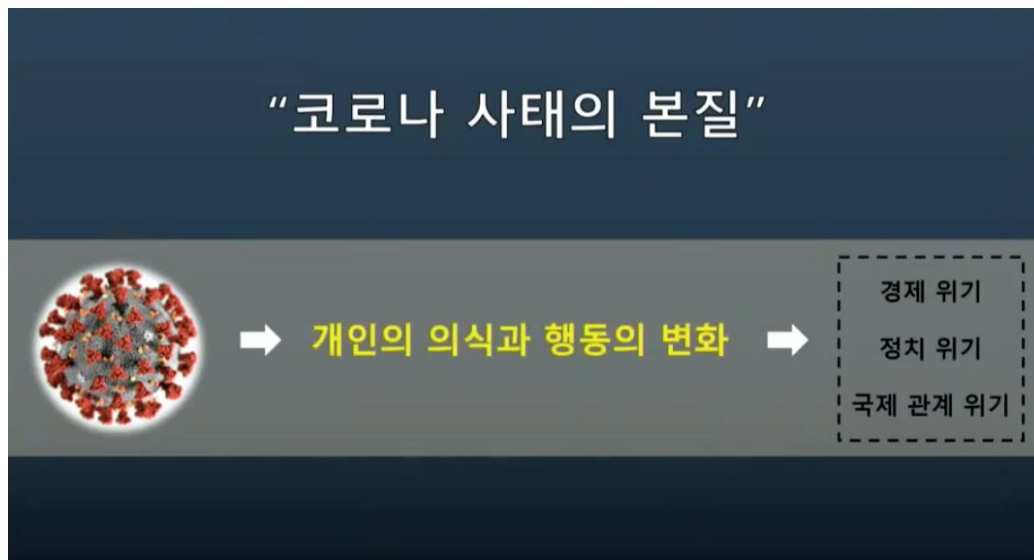 “코로나 사태의 본질”
개인의 의식과 행동의 변화
경제 위기
정치 위기
국제 관계 위기